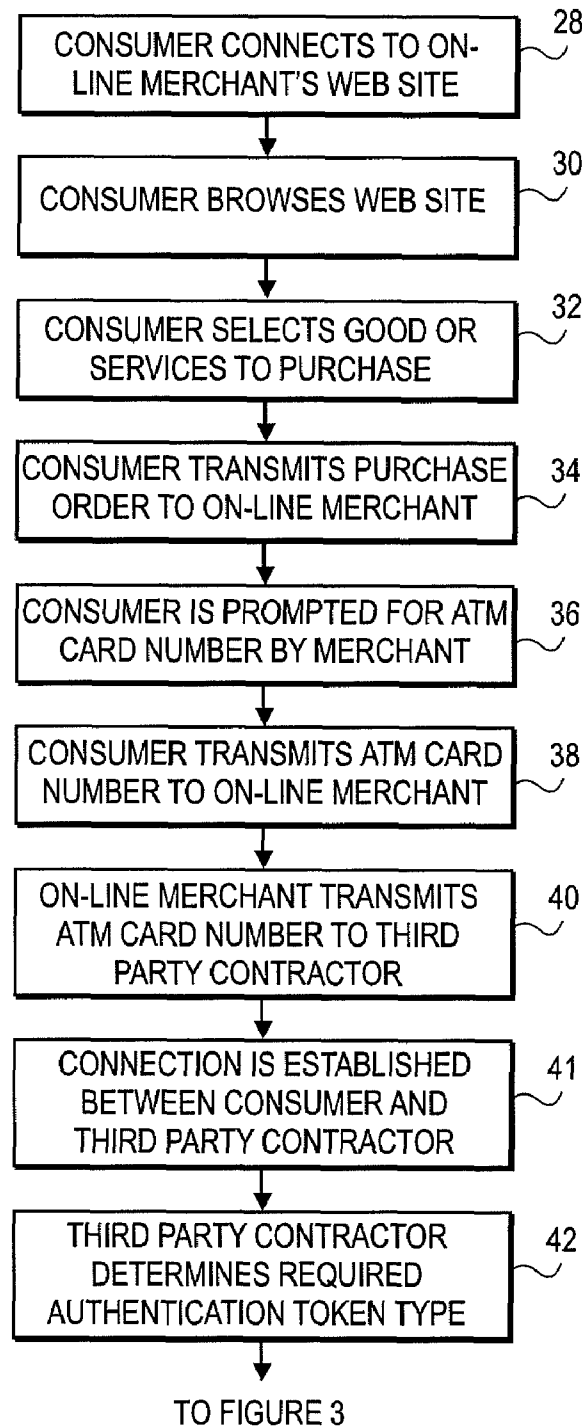 CONSUMER CONNECTS TO ON-
LINE MERCHANT'S WEB SITE
28
CONSUMER BROWSES WEB SITE
30
CONSUMER SELECTS GOOD OR
SERVICES TO PURCHASE
32
CONSUMER TRANSMITS PURCHASE
ORDER TO ON-LINE MERCHANT
34
CONSUMER IS PROMPTED FOR ATM
CARD NUMBER BY MERCHANT
36
CONSUMER TRANSMITS ATM CARD
NUMBER TO ON-LINE MERCHANT
38
ON-LINE MERCHANT TRANSMITS
ATM CARD NUMBER TO THIRD
PARTY CONTRACTOR
40
CONNECTION IS ESTABLISHED
BETWEEN CONSUMER AND
THIRD PARTY CONTRACTOR
41
THIRD PARTY CONTRACTOR
DETERMINES REQUIRED
AUTHENTICATION TOKEN TYPE
42
TO FIGURE 3